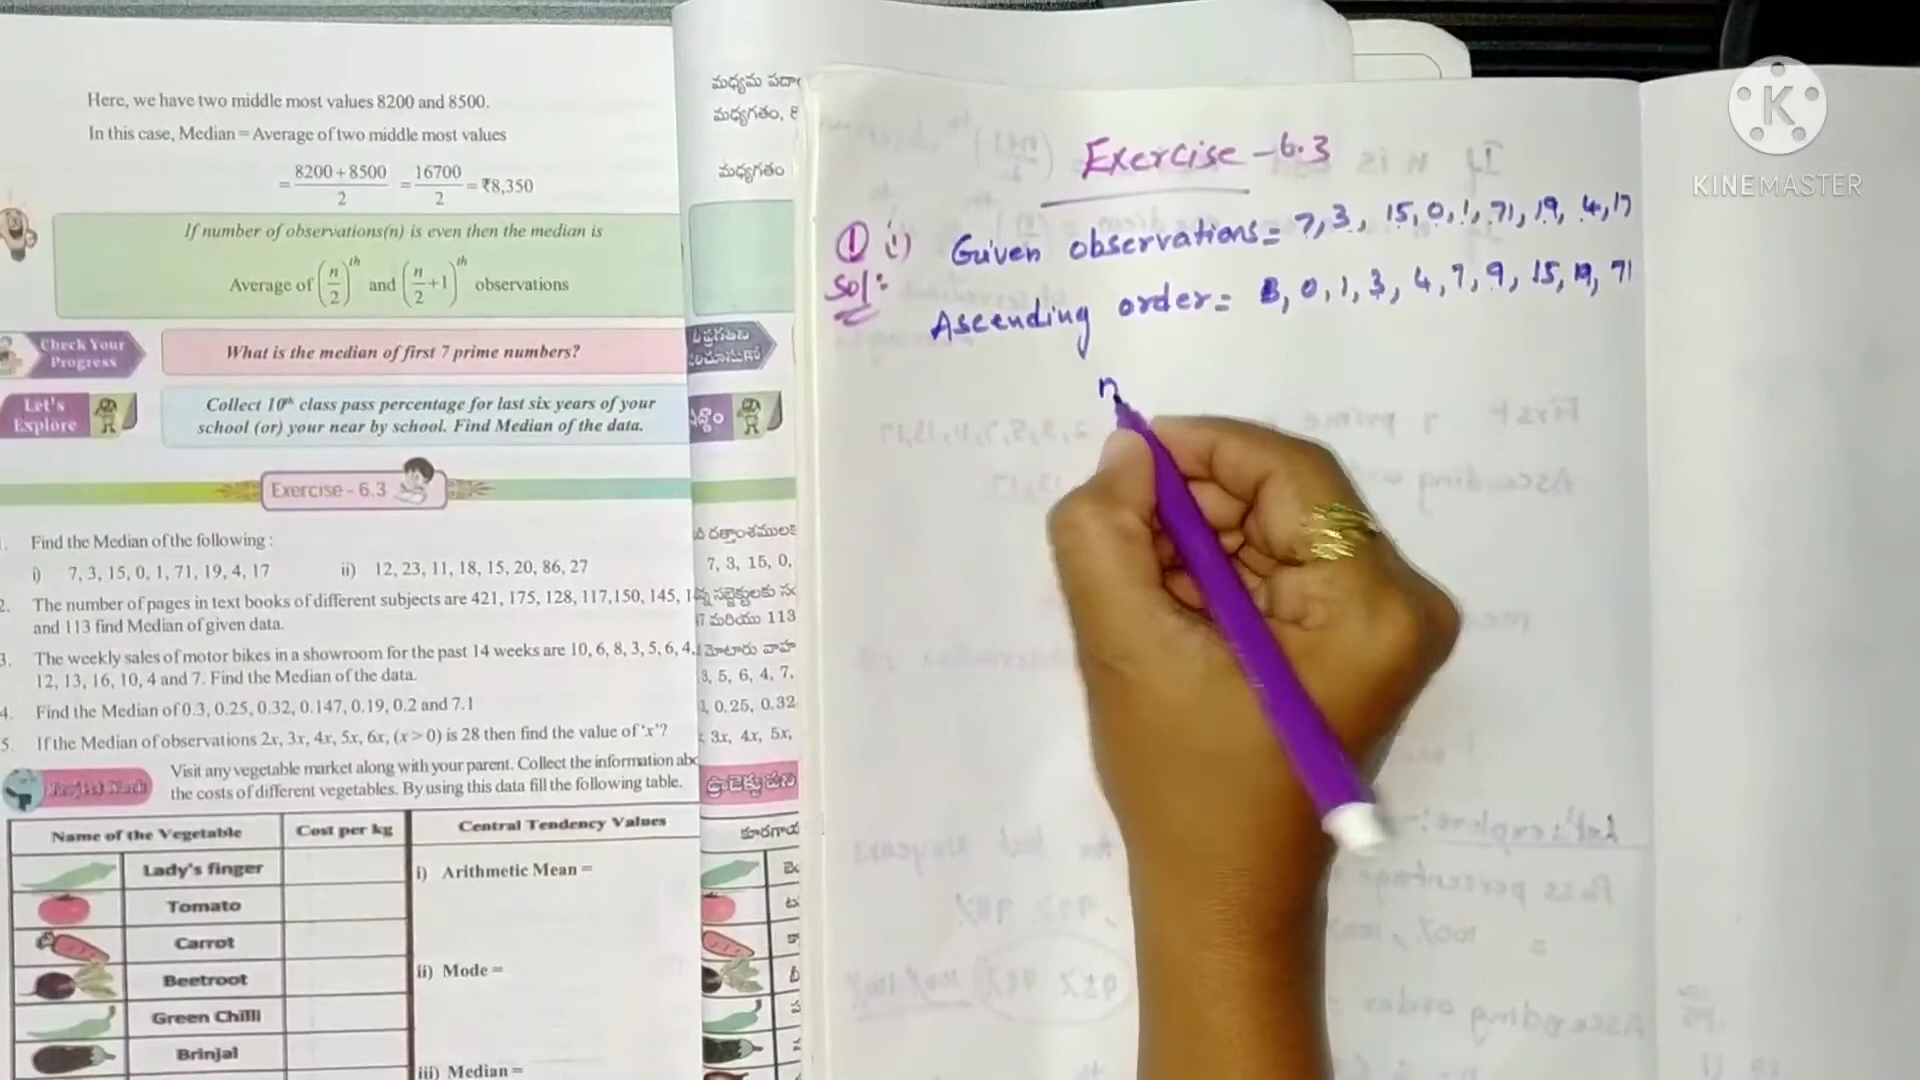 Here, we have two middle most values 8200 and 8500.
In this case, Median = Average of two middle most values
= 8200 + 8500 / 2 = 16700 / 2 = ₹8,350
If number of observations(n) is even then the median is
Average of (n/2)th and (n/2 +1)th observations
Check Your Progress
What is the median of first 7 prime numbers?
Let's Explore
Collect 10th class pass percentage for last six years of your
school (or) your near by school. Find Median of the data.
Exercise - 6.3
Find the Median of the following :
i) 7, 3, 15, 0, 1, 71, 19, 4, 17 ii) 12, 23, 11, 18, 15, 20, 86, 27
2. The number of pages in text books of different subjects are 421, 175, 128, 117,150, 145, 1
and 113 find Median of given data.
3. The weekly sales of motor bikes in a showroom for the past 14 weeks are 10, 6, 8, 3, 5, 6, 4,
12, 13, 16, 10, 4 and 7. Find the Median of the data.
4. Find the Median of 0.3, 0.25, 0.32, 0.147, 0.19, 0.2 and 7.1
5. If the Median of observations 2x, 3x, 4x, 5x, 6x, (x > 0) is 28 then find the value of 'x'?
Project Work
Visit any vegetable market along with your parent. Collect the information abo
the costs of different vegetables. By using this data fill the following table.
Name of the Vegetable Cost per kg Central Tendency Values
Lady's finger
i) Arithmetic Mean =
Tomato
Carrot
Beetroot
ii) Mode =
Green Chilli
Brinjal
iii) Median =
మధ్యమ
మధ్యగతం, 8
మధ్యగతం
7, 3, 15, 0,
మరియు 113
3, 5, 6, 4, 7,
0.25, 0.32
3x, 4x, 5x,
Exercise - 6.3
① i) Given observations = 7, 3, 15, 0, 1, 71, 19, 4, 17
Sol:
Ascending order = 0, 1, 3, 4, 7, 9, 15, 19, 71
n
K
KINEMASTER